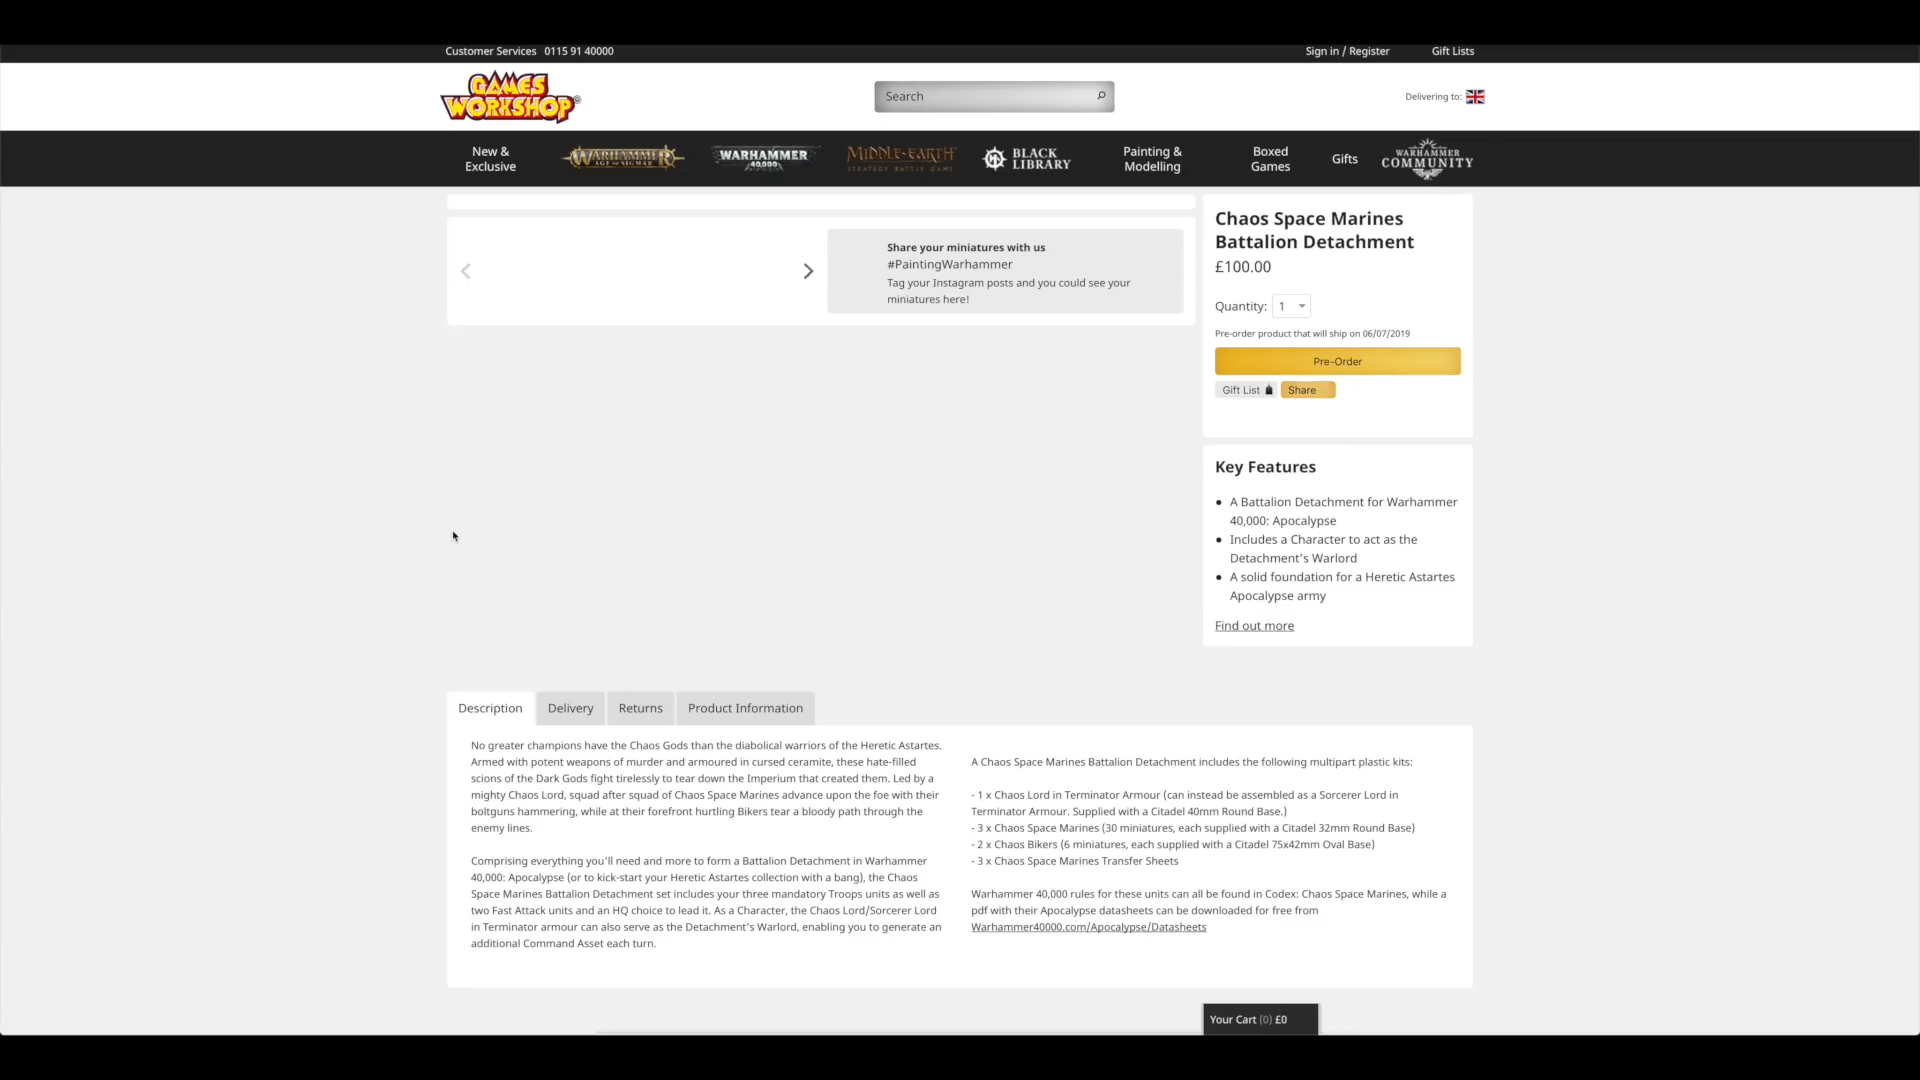 Customer Services 0115 91 40000
Sign in / Register
Gift Lists
GAMES
WORKSHOP
Search
Delivering to:
New &
Exclusive
WARHAMMER
AGE OF SIGMAR
WARHAMMER
40,000
MIDDLE-EARTH
STRATEGY BATTLE GAME
BLACK
LIBRARY
Painting &
Modelling
Boxed
Games
Gifts
WARHAMMER
COMMUNITY
Share your miniatures with us
#PaintingWarhammer
Tag your Instagram posts and you could see your
miniatures here!
Chaos Space Marines
Battalion Detachment
£100.00
Quantity: 1
Pre-order product that will ship on 06/07/2019
Pre-Order
Gift List
Share
Key Features
• A Battalion Detachment for Warhammer
40,000: Apocalypse
• Includes a Character to act as the
Detachment’s Warlord
• A solid foundation for a Heretic Astartes
Apocalypse army
Find out more
Description
Delivery
Returns
Product Information
No greater champions have the Chaos Gods than the diabolical warriors of the Heretic Astartes.
Armed with potent weapons of murder and armoured in cursed ceramite, these hate-filled
scions of the Dark Gods fight tirelessly to tear down the Imperium that created them. Led by a
mighty Chaos Lord, squad after squad of Chaos Space Marines advance upon the foe with their
boltguns hammering, while at their forefront hurtling Bikers tear a bloody path through the
enemy lines.
Comprising everything you’ll need and more to form a Battalion Detachment in Warhammer
40,000: Apocalypse (or to kick-start your Heretic Astartes collection with a bang), the Chaos
Space Marines Battalion Detachment set includes your three mandatory Troops units as well as
two Fast Attack units and an HQ choice to lead it. As a Character, the Chaos Lord/Sorcerer Lord
in Terminator armour can also serve as the Detachment’s Warlord, enabling you to generate an
additional Command Asset each turn.
A Chaos Space Marines Battalion Detachment includes the following multipart plastic kits:
- 1 x Chaos Lord in Terminator Armour (can instead be assembled as a Sorcerer Lord in
Terminator Armour. Supplied with a Citadel 40mm Round Base.)
- 3 x Chaos Space Marines (30 miniatures, each supplied with a Citadel 32mm Round Base)
- 2 x Chaos Bikers (6 miniatures, each supplied with a Citadel 75x42mm Oval Base)
- 3 x Chaos Space Marines Transfer Sheets
Warhammer 40,000 rules for these units can all be found in Codex: Chaos Space Marines, while a
pdf with their Apocalypse datasheets can be downloaded for free from
Warhammer40000.com/Apocalypse/Datasheets
Your Cart (0) £0